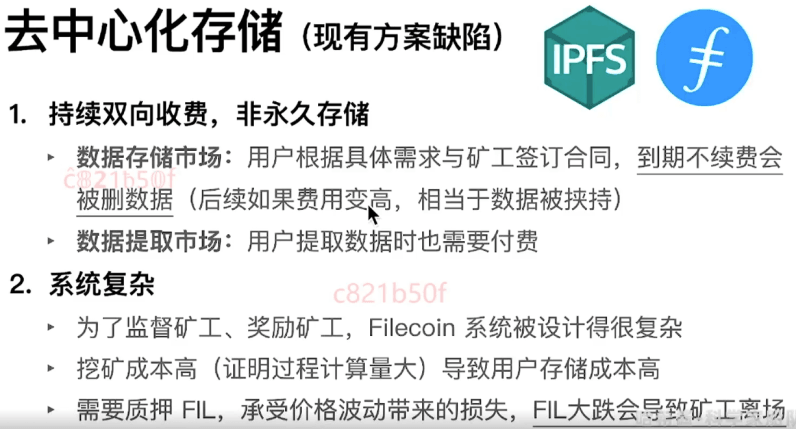 去中心化存储（现有方案缺陷）
IPFS
1. 持续双向收费，非永久存储
数据存储市场：用户根据具体需求与矿工签订合同，到期不续费会
c821b50f
被删数据（后续如果费用变高，相当于数据被挟持）
数据提取市场：用户提取数据时也需要付费
2. 系统复杂
c821b50f
为了监督矿工、奖励矿工，Filecoin 系统被设计得很复杂
挖矿成本高（证明过程计算量大）导致用户存储成本高
需要质押 FIL，承受价格波动带来的损失，FIL大跌会导致矿工离场